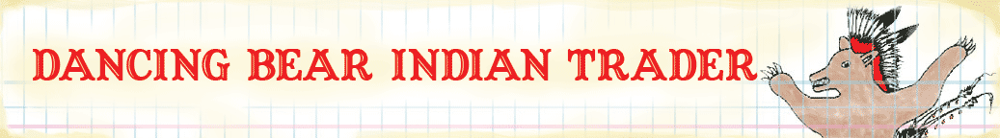 DANCING BEAR INDIAN TRADER